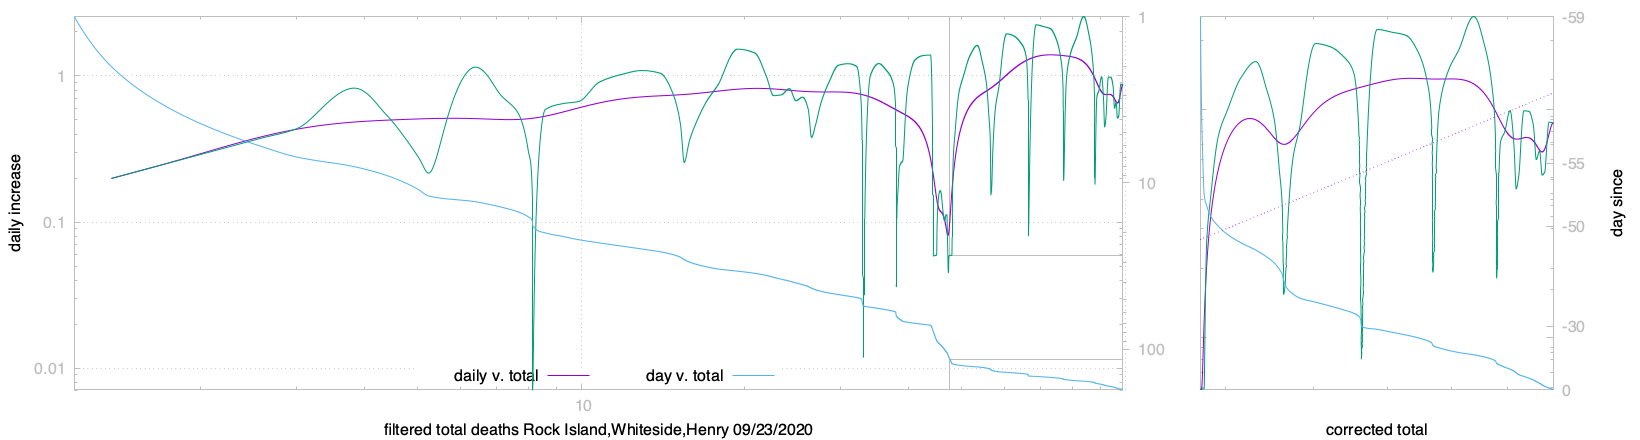 1
-59
1
daily increase
-55
10
day since
-50
0.1
-30
100
0.01
daily v. total
day v. total
0
10
filtered total deaths Rock Island,Whiteside,Henry 09/23/2020
corrected total